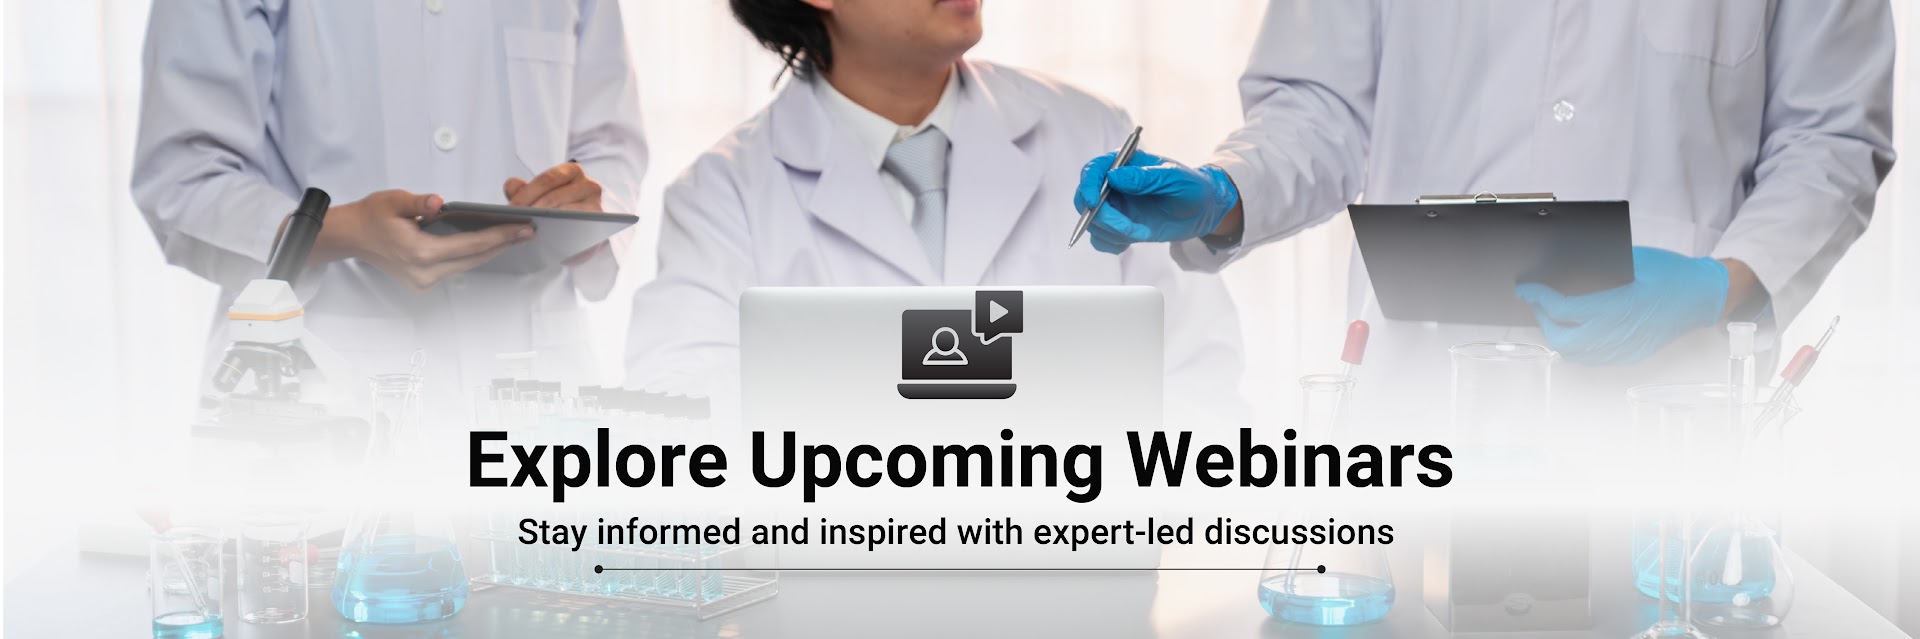 Explore Upcoming Webinars
Stay informed and inspired with expert-led discussions